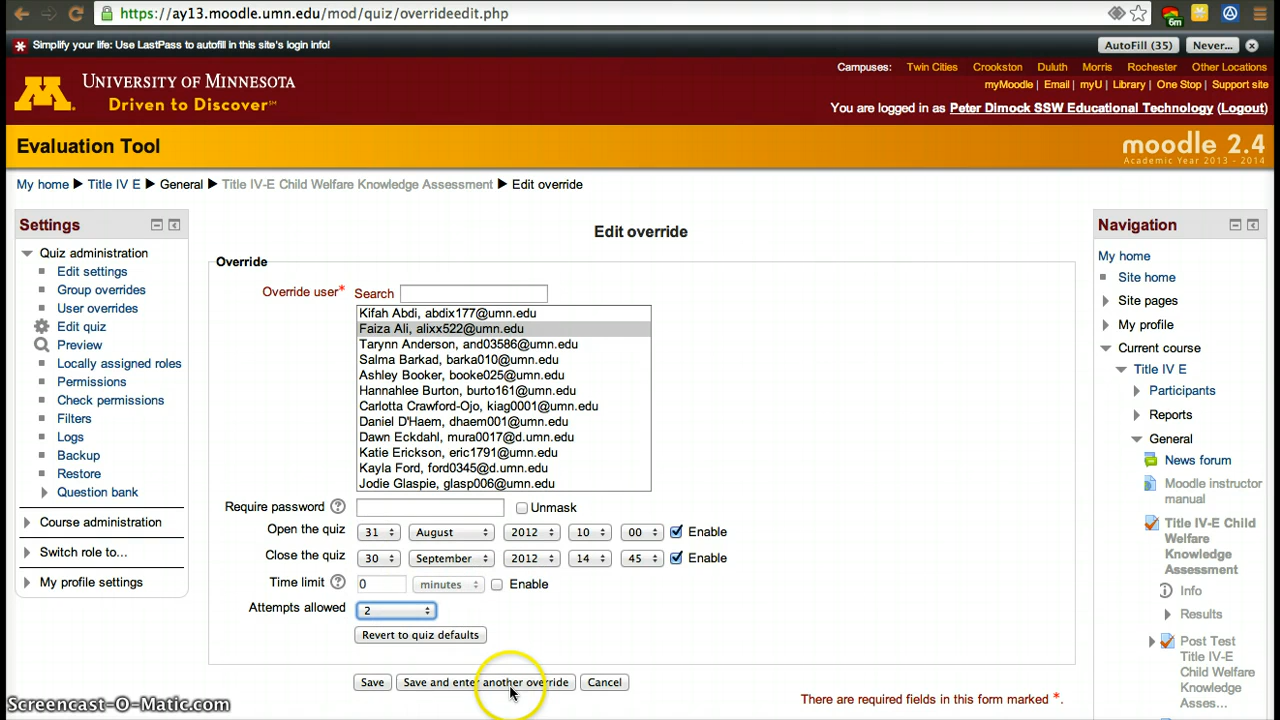 https://ay13.moodle.umn.edu/mod/quiz/overrideedit.php
6m
Simplify your life: Use LastPass to autofill in this site's login info!
AutoFill (35)
Never...
UNIVERSITY OF MINNESOTA
Driven to Discover℠
Campuses: Twin Cities Crookston Duluth Morris Rochester Other Locations
myMoodle | Email | myU | Library | One Stop | Support site
You are logged in as Peter Dimock SSW Educational Technology (Logout)
Evaluation Tool
moodle 2.4
Academic Year 2013 - 2014
My home ► Title IV E ► General ► Title IV-E Child Welfare Knowledge Assessment ► Edit override
Settings
Quiz administration
Edit settings
Group overrides
User overrides
Edit quiz
Preview
Locally assigned roles
Permissions
Check permissions
Filters
Logs
Backup
Restore
Question bank
Course administration
Switch role to...
My profile settings
Edit override
Override
Override user*
Search
Kifah Abdi, abdix177@umn.edu
Faiza Ali, alixx522@umn.edu
Tarynn Anderson, and03586@umn.edu
Salma Barkad, barka010@umn.edu
Ashley Booker, booke025@umn.edu
Hannahlee Burton, burto161@umn.edu
Carlotta Crawford-Ojo, kiag0001@umn.edu
Daniel D'Haem, dhaem001@umn.edu
Dawn Eckdahl, mura0017@d.umn.edu
Katie Erickson, eric1791@umn.edu
Kayla Ford, ford0345@d.umn.edu
Jodie Glaspie, glasp006@umn.edu
Require password
Unmask
Open the quiz 31 August 2012 10 00 Enable
Close the quiz 30 September 2012 14 45 Enable
Time limit 0 minutes Enable
Attempts allowed 2
Revert to quiz defaults
Save
Save and enter another override
Cancel
There are required fields in this form marked *.
Navigation
My home
Site home
Site pages
My profile
Current course
Title IV E
Participants
Reports
General
News forum
Moodle instructor
manual
Title IV-E Child
Welfare
Knowledge
Assessment
Info
Results
Post Test
Title IV-E
Child Welfare
Knowledge
Asses...
Screencast-O-Matic.com